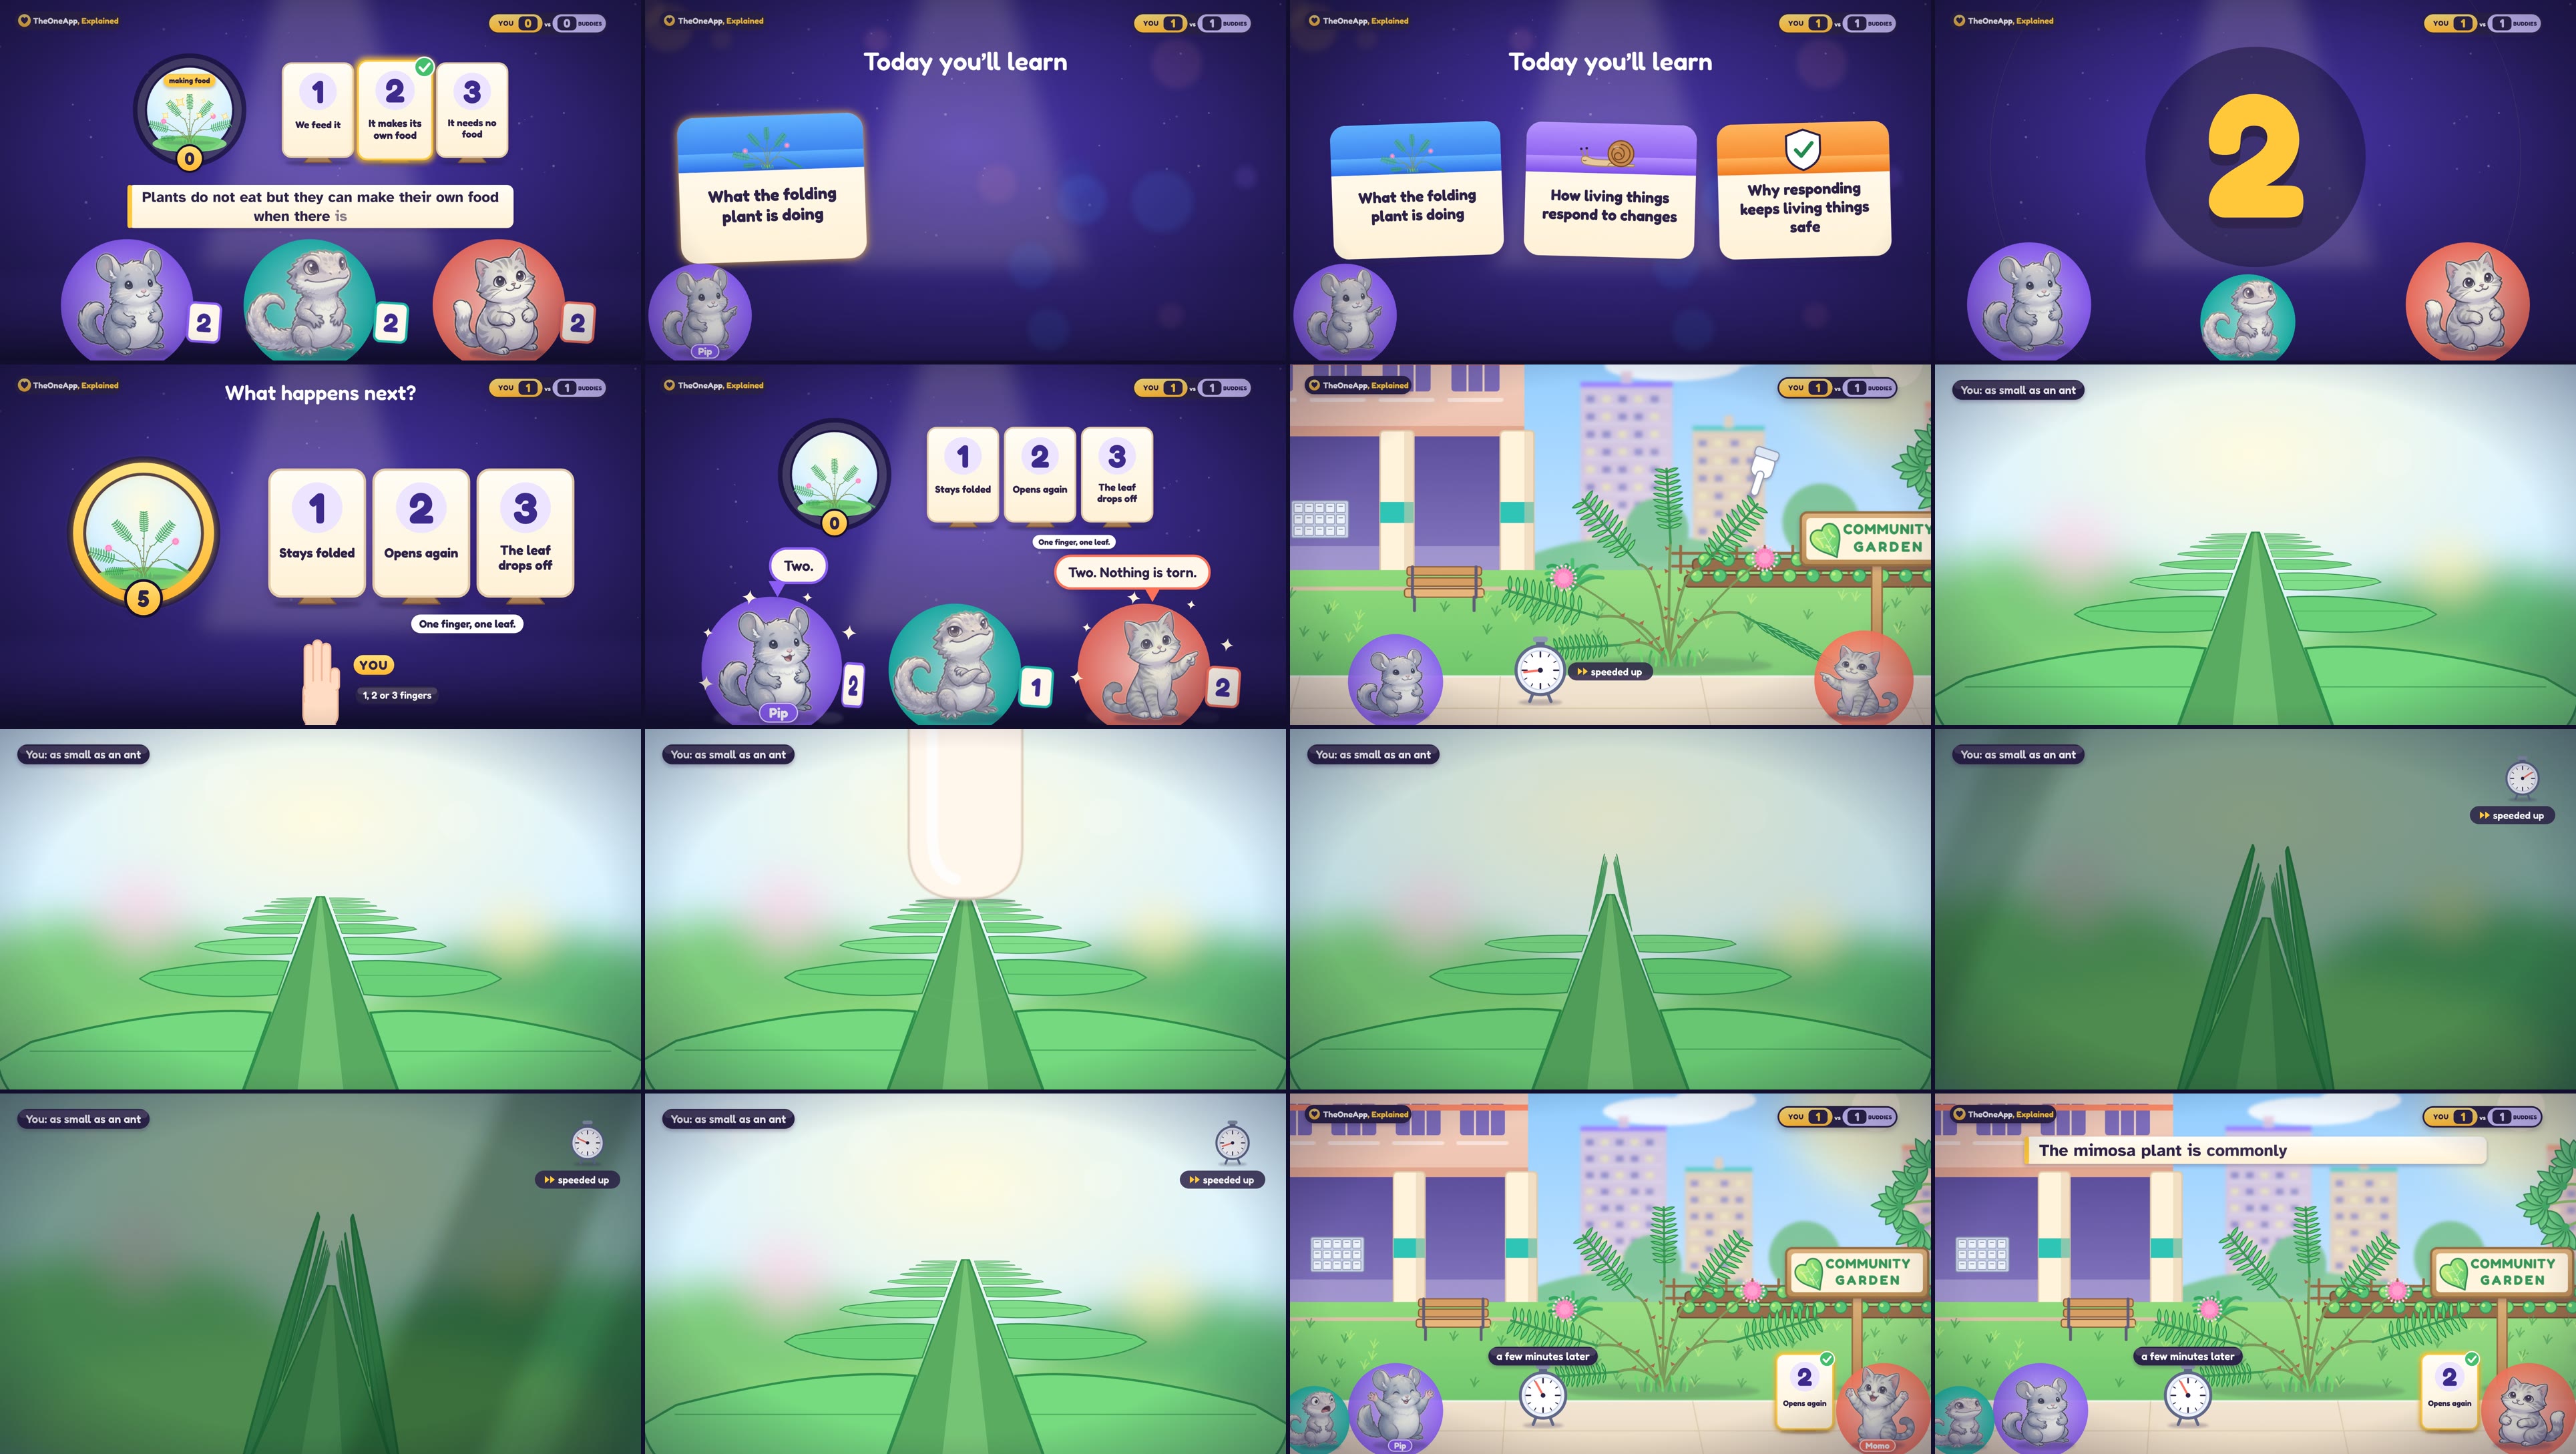 TheOneApp, Explained
YOU 0 vs 0 BUDDIES
making food
0
1
We feed it
2
It makes its
own food
3
It needs no
food
Plants do not eat but they can make their own food
when there is
2
2
2
TheOneApp, Explained
YOU 1 vs 1 BUDDIES
Today you'll learn
What the folding
plant is doing
Pip
TheOneApp, Explained
YOU 1 vs 1 BUDDIES
Today you'll learn
What the folding
plant is doing
How living things
respond to changes
Why responding
keeps living things
safe
TheOneApp, Explained
YOU 1 vs 1 BUDDIES
2
TheOneApp, Explained
What happens next?
YOU 1 vs 1 BUDDIES
5
1
Stays folded
2
Opens again
3
The leaf
drops off
One finger, one leaf.
YOU
1, 2 or 3 fingers
TheOneApp, Explained
YOU 1 vs 1 BUDDIES
0
1
Stays folded
2
Opens again
3
The leaf
drops off
One finger, one leaf.
Two.
Two. Nothing is torn.
2
1
2
Pip
TheOneApp, Explained
YOU 1 vs 1 BUDDIES
COMMUNITY
GARDEN
speeded up
You: as small as an ant
You: as small as an ant
You: as small as an ant
You: as small as an ant
You: as small as an ant
speeded up
You: as small as an ant
speeded up
You: as small as an ant
speeded up
TheOneApp, Explained
YOU 1 vs 1 BUDDIES
COMMUNITY
GARDEN
a few minutes later
2
Opens again
Pip
Momo
TheOneApp, Explained
YOU 1 vs 1 BUDDIES
The mimosa plant is commonly
COMMUNITY
GARDEN
a few minutes later
2
Opens again